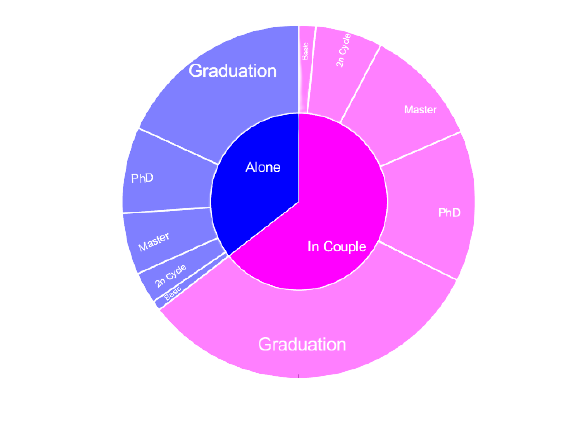 Basic
2n Cycle
Master
PhD
Graduation
In Couple
Alone
Graduation
PhD
Master
2n Cycle
Basic